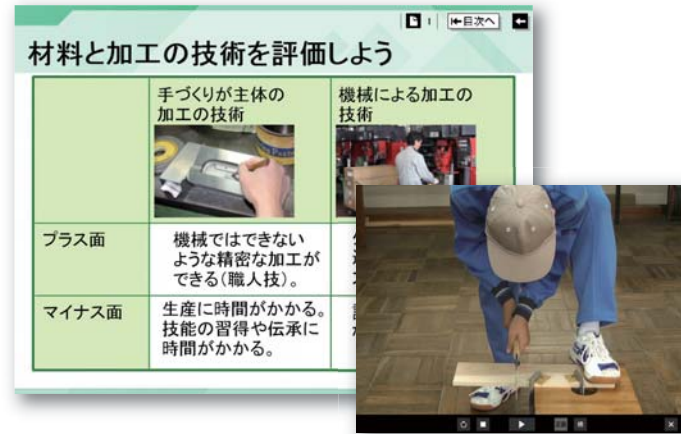 1
目次へ
材料と加工の技術を評価しよう
手づくりが主体の
加工の技術
機械による加工の
技術
プラス面
機械ではできない
ような精密な加工が
できる（職人技）。
マイナス面
生産に時間がかかる。
技能の習得や伝承に
時間がかかる。